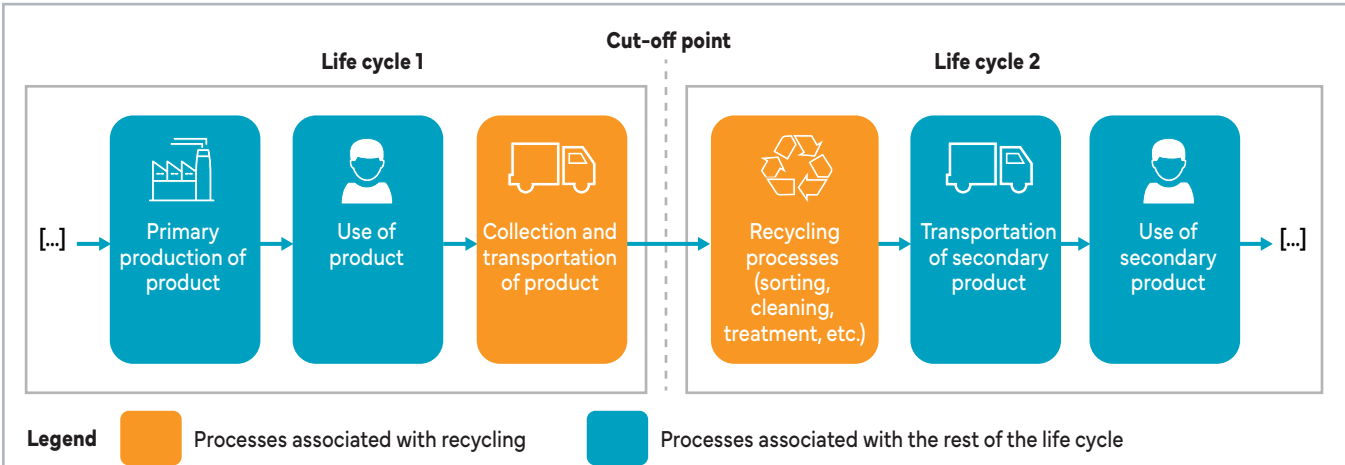 Cut-off point
Life cycle 1
Life cycle 2
[...]
Primary
production of
product
Use of
product
Collection and
transportation
of product
Recycling
processes
(sorting,
cleaning,
treatment, etc.)
Transportation
of secondary
product
Use of
secondary
product
[...]
Legend
Processes associated with recycling
Processes associated with the rest of the life cycle